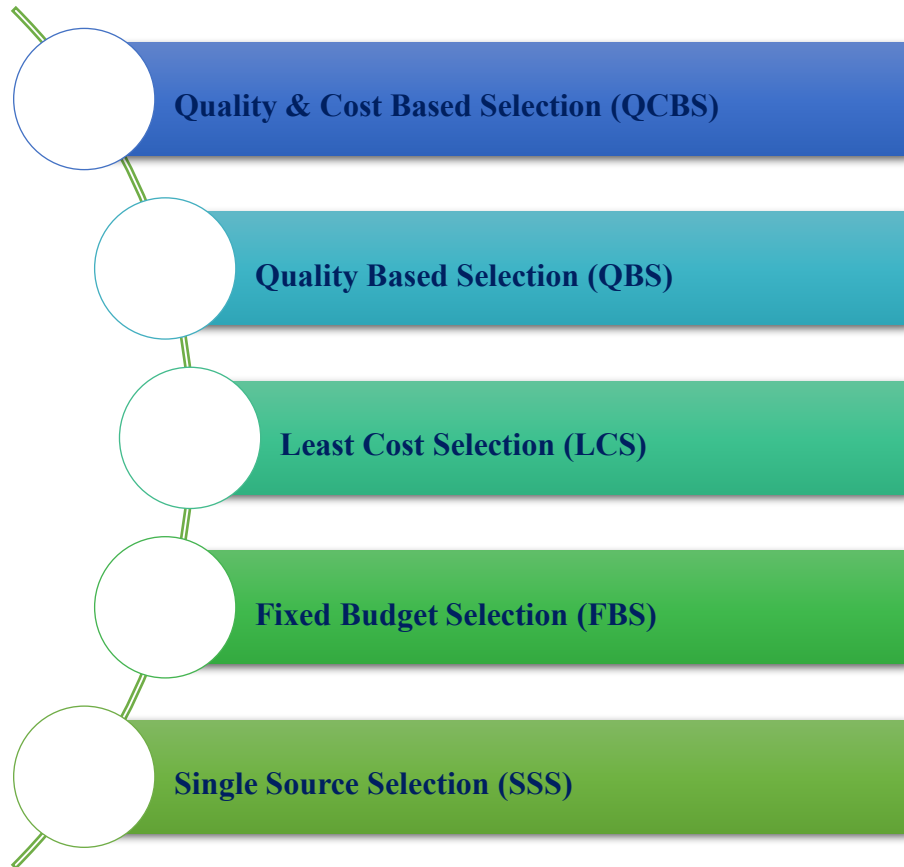 Quality & Cost Based Selection (QCBS)
Quality Based Selection (QBS)
Least Cost Selection (LCS)
Fixed Budget Selection (FBS)
Single Source Selection (SSS)